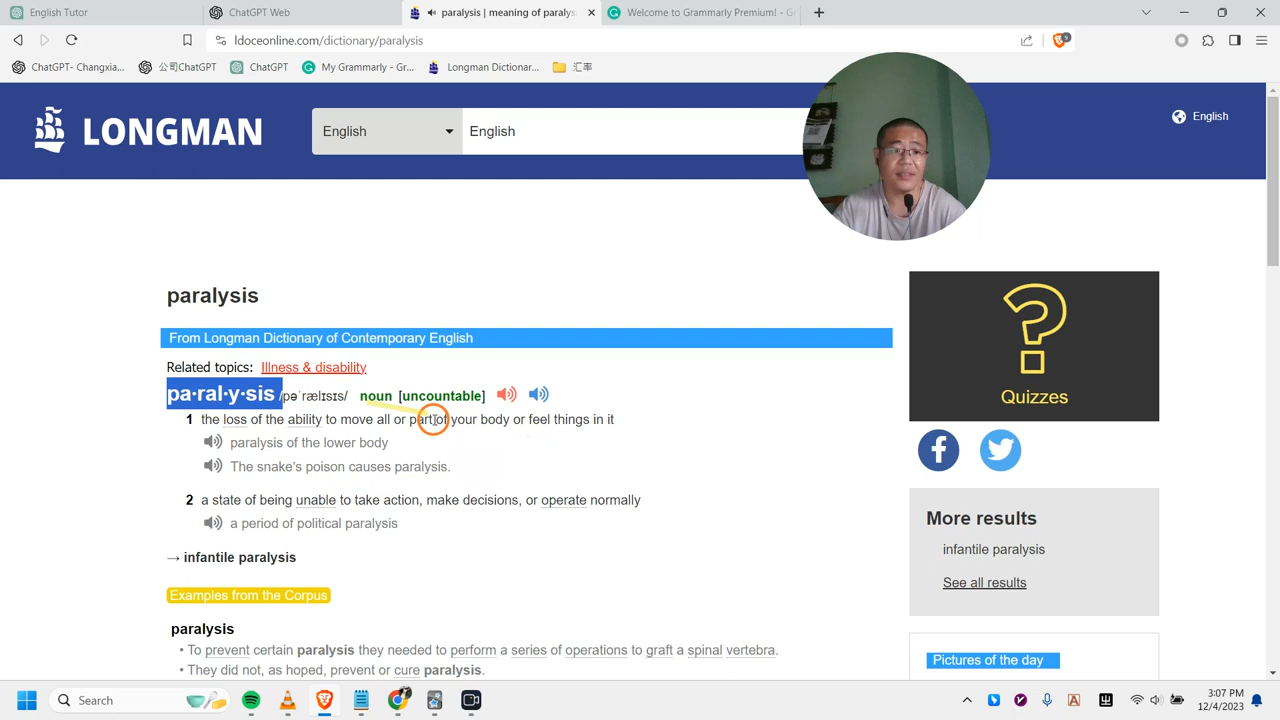 English Tutor
ChatGPT Web
paralysis | meaning of paralys
Welcome to Grammarly Premium! - G
ldoceonline.com/dictionary/paralysis
9
ChatGPT- Changxia...
公司ChatGPT
ChatGPT
My Grammarly - Gr...
Longman Dictionar...
汇率
LONGMAN
English
English
English
paralysis
From Longman Dictionary of Contemporary English
Related topics: Illness & disability
pa·ral·y·sis /pəˈrælɪsɪs/ noun [uncountable]
1 the loss of the ability to move all or part of your body or feel things in it
paralysis of the lower body
The snake's poison causes paralysis.
2 a state of being unable to take action, make decisions, or operate normally
a period of political paralysis
→ infantile paralysis
Examples from the Corpus
paralysis
• To prevent certain paralysis they needed to perform a series of operations to graft a spinal vertebra.
• They did not, as hoped, prevent or cure paralysis.
Quizzes
More results
infantile paralysis
See all results
Pictures of the day
Search
3:07 PM
12/4/2023